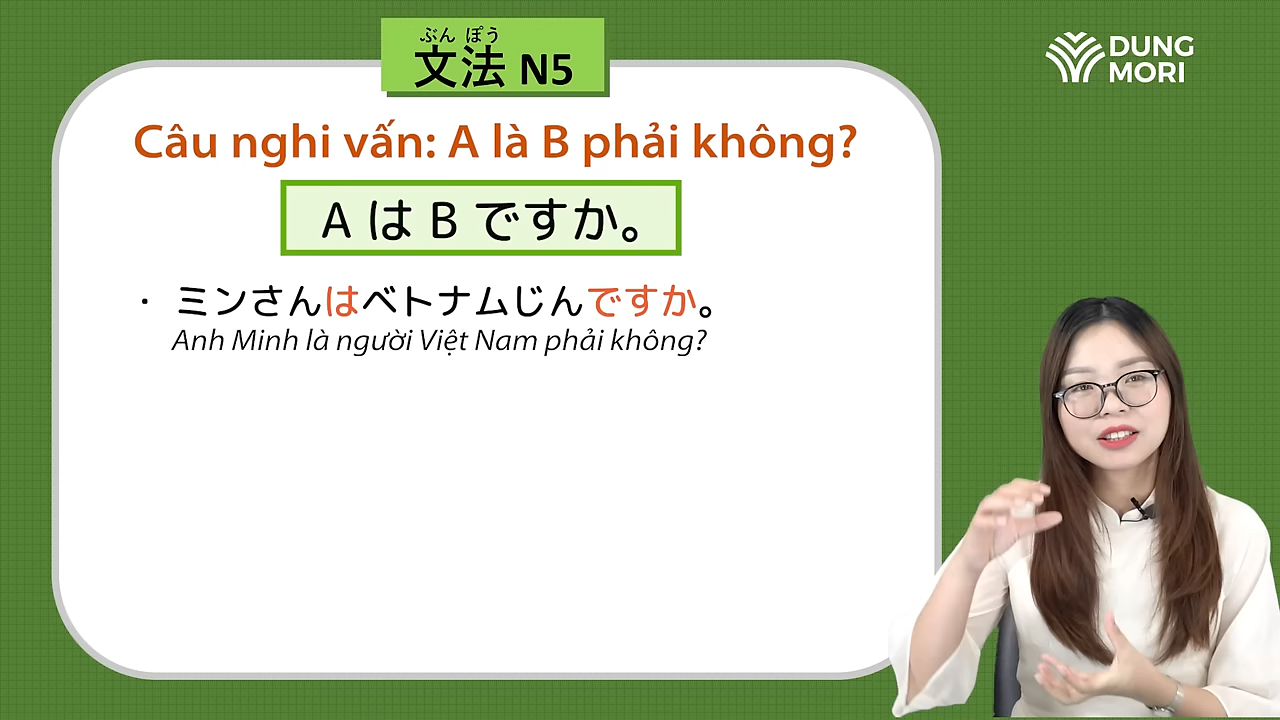 ぶん ぽう
文法 N5
DUNG
MORI
Câu nghi vấn: A là B phải không?
A は B ですか。
・ ミンさんはベトナムじんですか。
Anh Minh là người Việt Nam phải không?